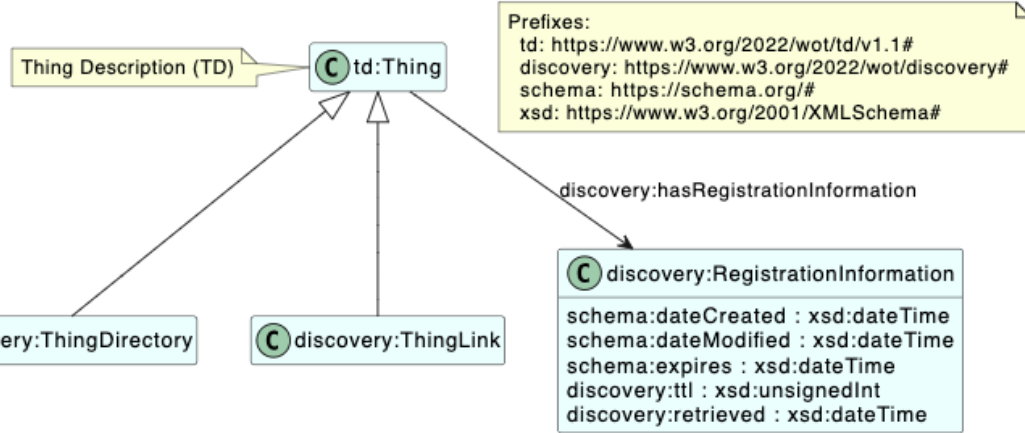 Prefixes:
td: https://www.w3.org/2022/wot/td/v1.1#
discovery: https://www.w3.org/2022/wot/discovery#
schema: https://schema.org/#
xsd: https://www.w3.org/2001/XMLSchema#
Thing Description (TD)
C td:Thing
discovery:hasRegistrationInformation
C discovery:RegistrationInformation
schema:dateCreated : xsd:dateTime
schema:dateModified : xsd:dateTime
schema:expires : xsd:dateTime
discovery:ttl : xsd:unsignedInt
discovery:retrieved : xsd:dateTime
ery:ThingDirectory
C discovery:ThingLink